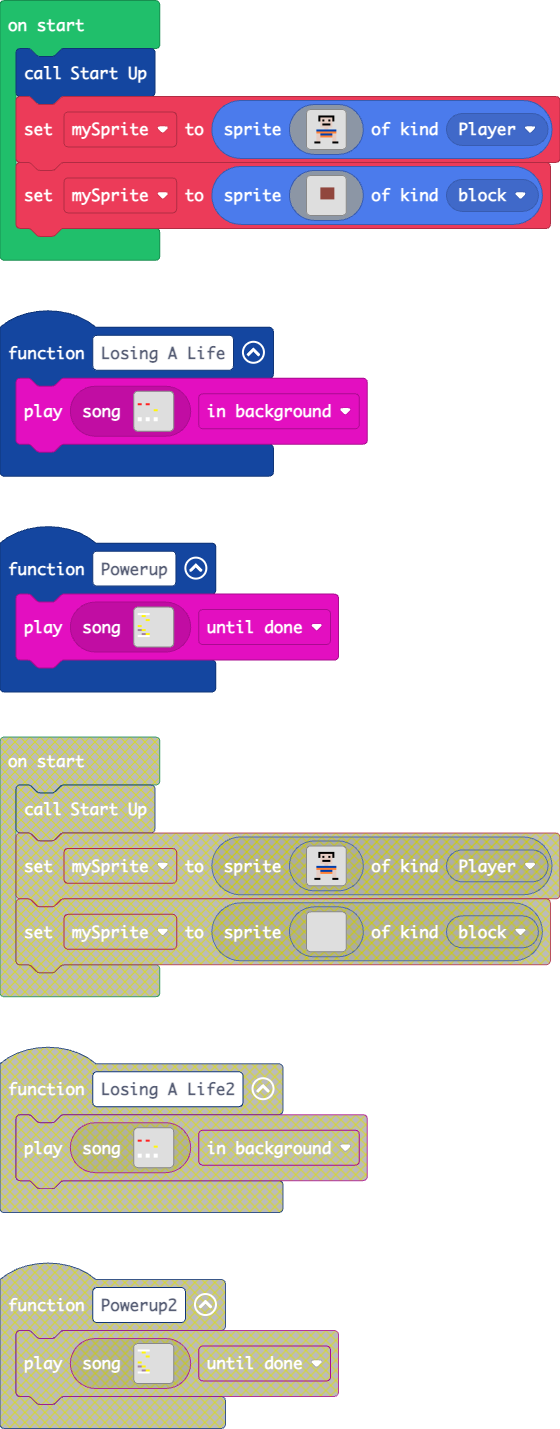 on start
call Start Up
set mySprite to sprite of kind Player
set mySprite to sprite of kind block
function Losing A Life
play song in background
function Powerup
play song until done
on start
call Start Up
set mySprite to sprite of kind Player
set mySprite to sprite of kind block
function Losing A Life2
play song in background
function Powerup2
play song until done